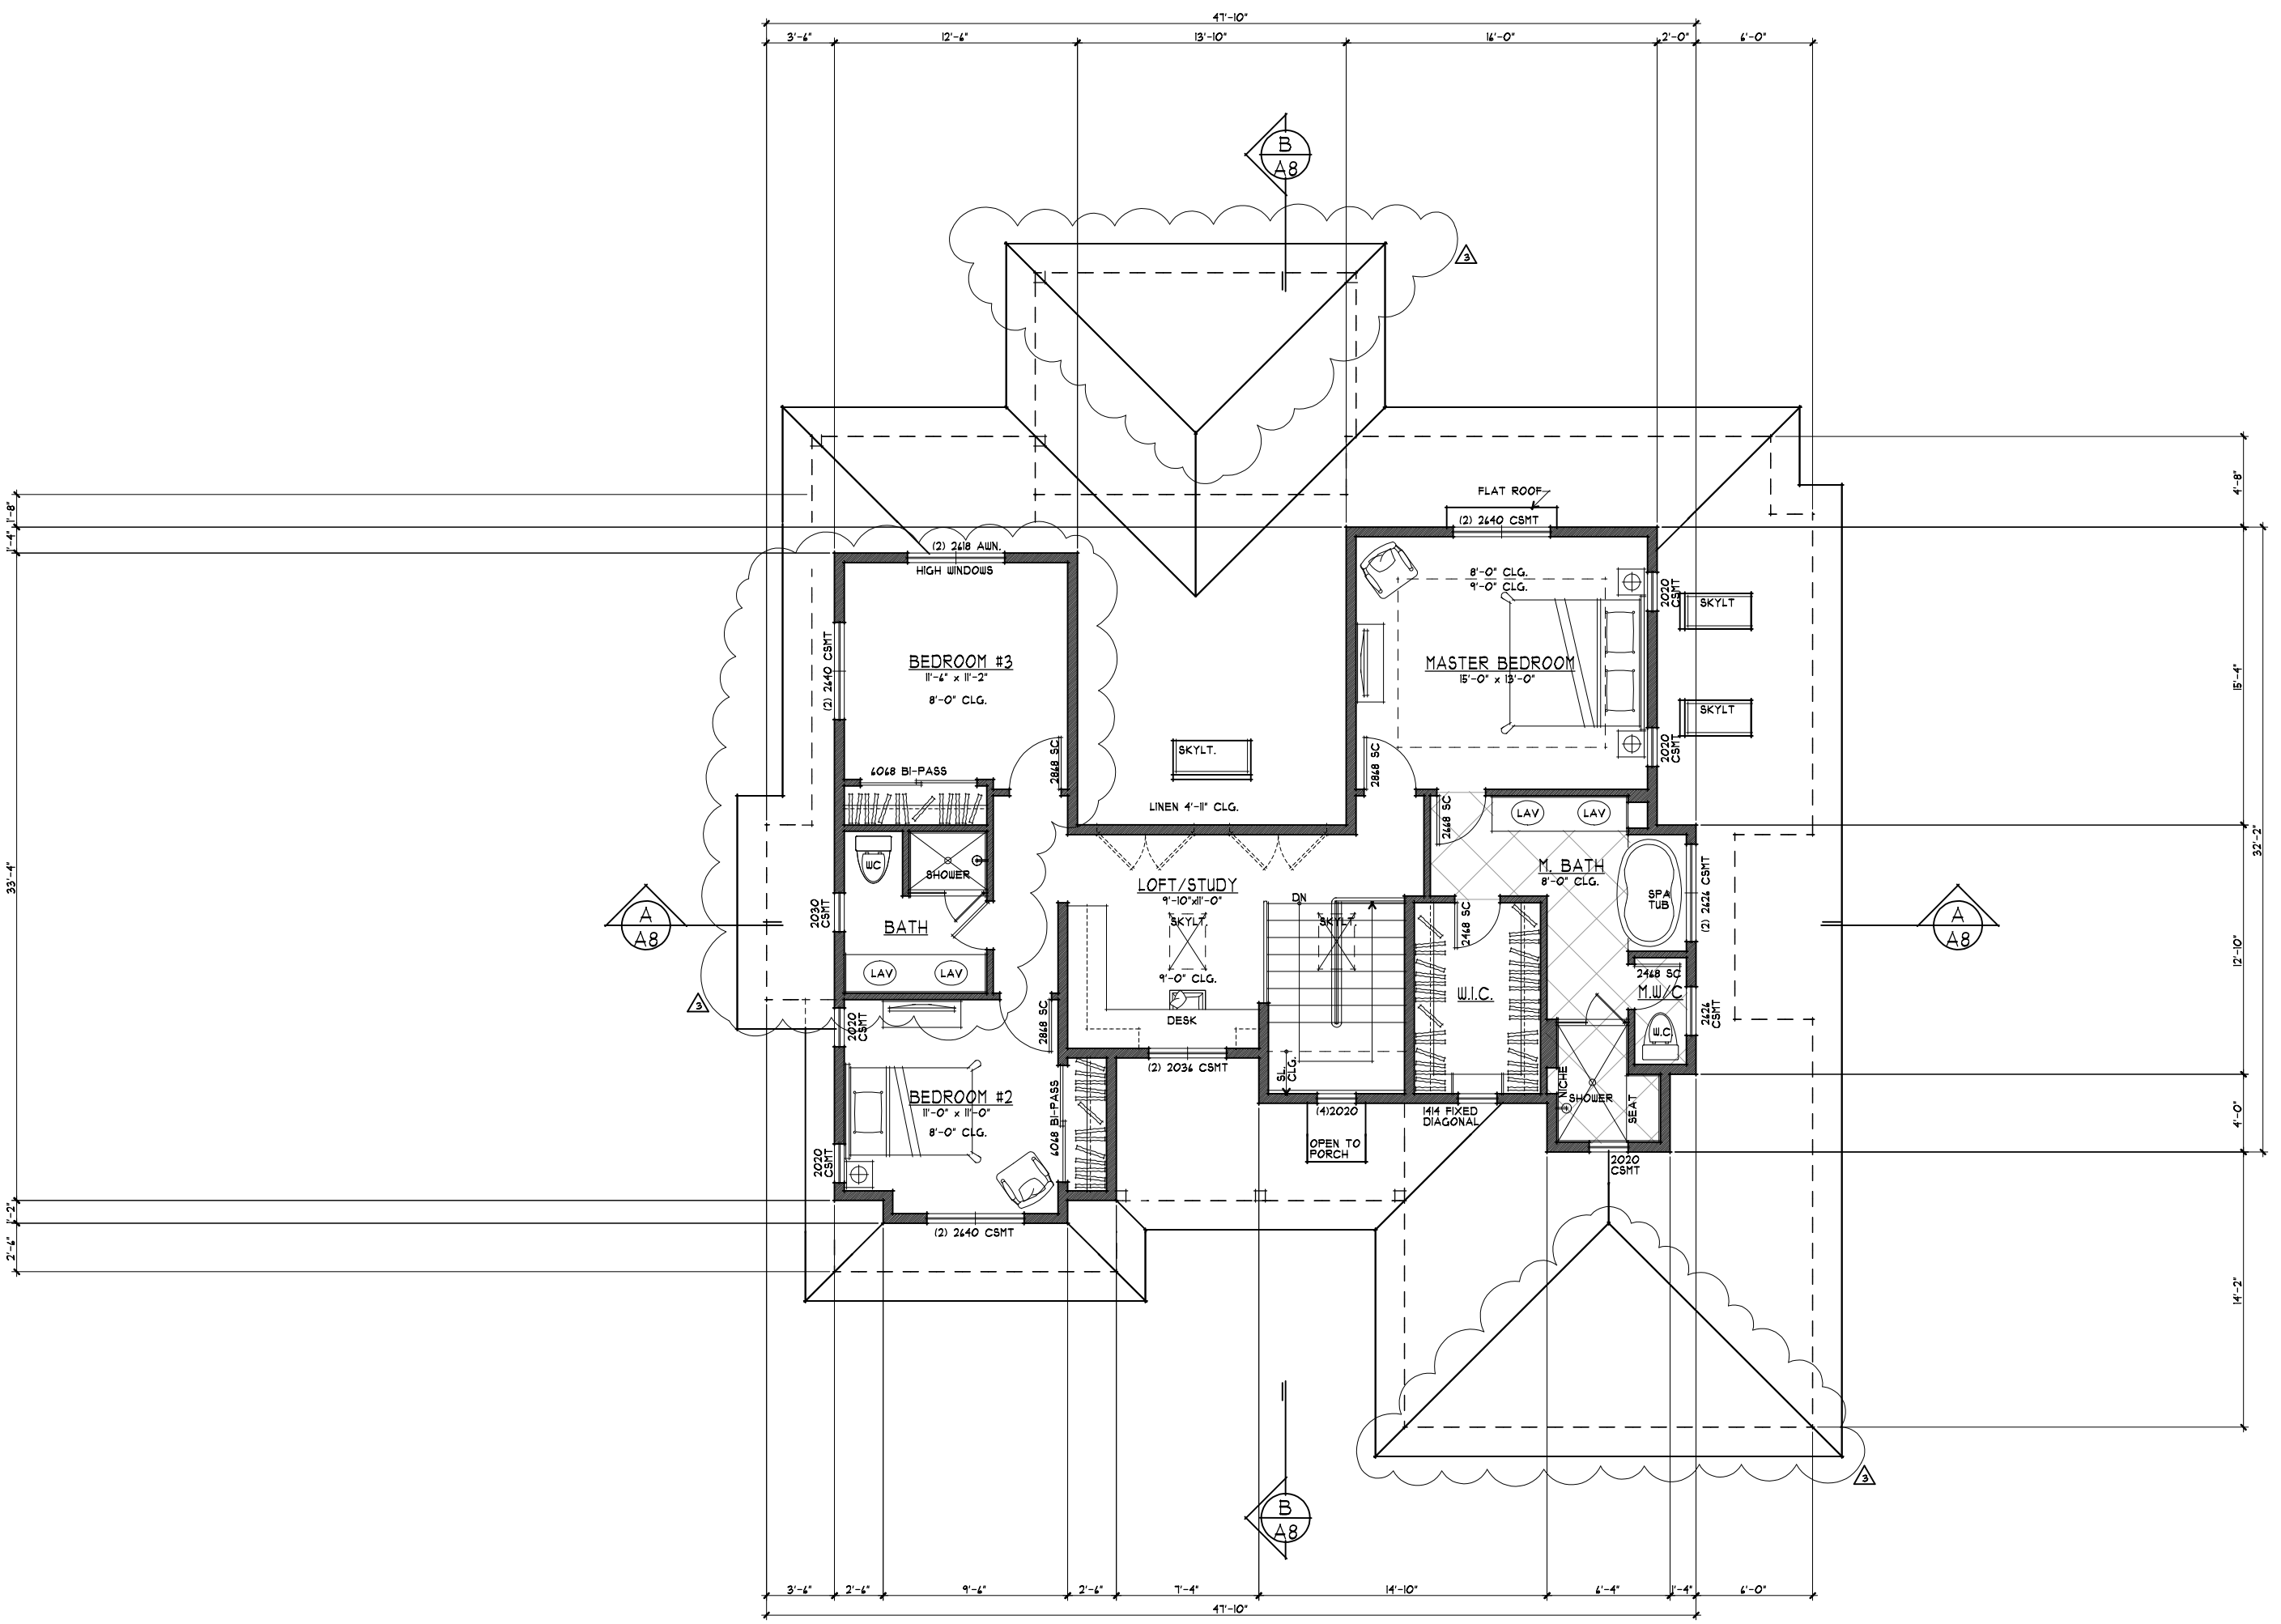 47'-10"
3'-6"
12'-6"
13'-10"
16'-0"
2'-0"
6'-0"
B
A8
3
FLAT ROOF
(2) 2640 CSMT
(2) 2618 AWN.
HIGH WINDOWS
8'-0" CLG.
9'-0" CLG.
2020
CSMT
SKYLT
(2) 2640 CSMT
BEDROOM #3
11'-6" x 11'-2"
8'-0" CLG.
MASTER BEDROOM
15'-0" x 13'-0"
SKYLT
2020
CSMT
SKYLT.
2868 SC
2868 SC
6068 BI-PASS
LINEN 4'-11" CLG.
2668 SC
LAV
LAV
WC
SHOWER
LOFT/STUDY
9'-10"x11'-0"
SKYLT.
DN
SKYLT.
M. BATH
8'-0" CLG.
SPA
TUB
(2) 2626 CSMT
A
A8
2030
CSMT
BATH
2468 SC
A
A8
LAV
LAV
9'-0" CLG.
DESK
W.I.C.
2468 SC
M.W/C
W.C.
2626
CSMT
3
2020
CSMT
2868 SC
(2) 2036 CSMT
SL.
CLG.
BEDROOM #2
11'-0" x 11'-0"
8'-0" CLG.
6068 BI-PASS
(4)2020
1414 FIXED
DIAGONAL
NICHE
SHOWER
SEAT
OPEN TO
PORCH
2020
CSMT
2020
CSMT
(2) 2640 CSMT
1'-8"
1'-4"
33'-4"
1'-2"
2'-6"
4'-8"
15'-4"
32'-2"
12'-10"
4'-0"
14'-2"
3
B
A8
3'-6"
2'-6"
9'-6"
2'-6"
7'-4"
14'-10"
6'-4"
1'-4"
6'-0"
47'-10"